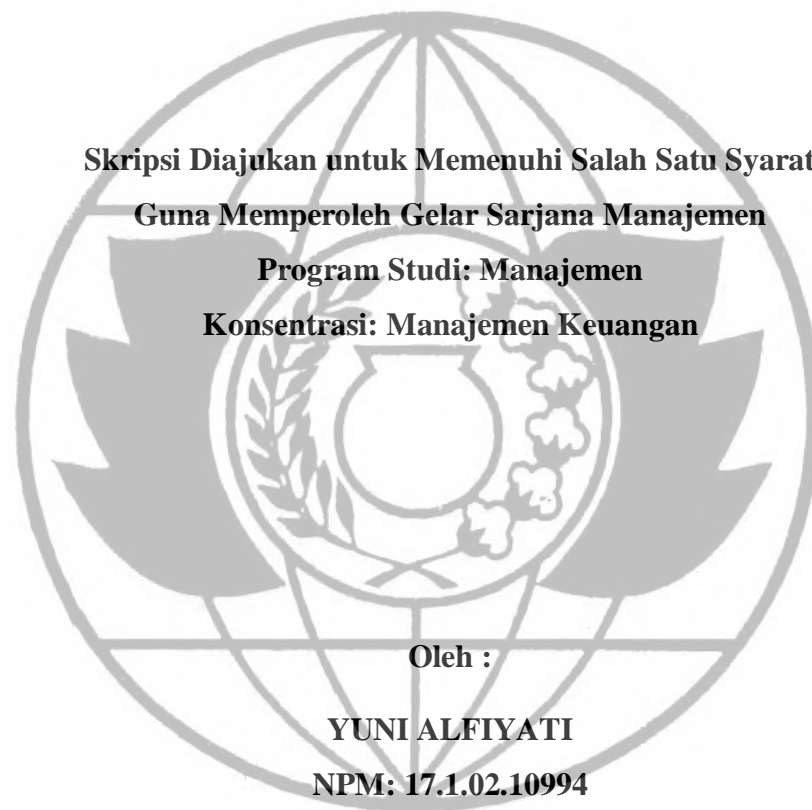 Skripsi Diajukan untuk Memenuhi Salah Satu Syarat
Guna Memperoleh Gelar Sarjana Manajemen
Program Studi: Manajemen
Konsentrasi: Manajemen Keuangan
Oleh :
YUNI ALFIYATI
NPM: 17.1.02.10994